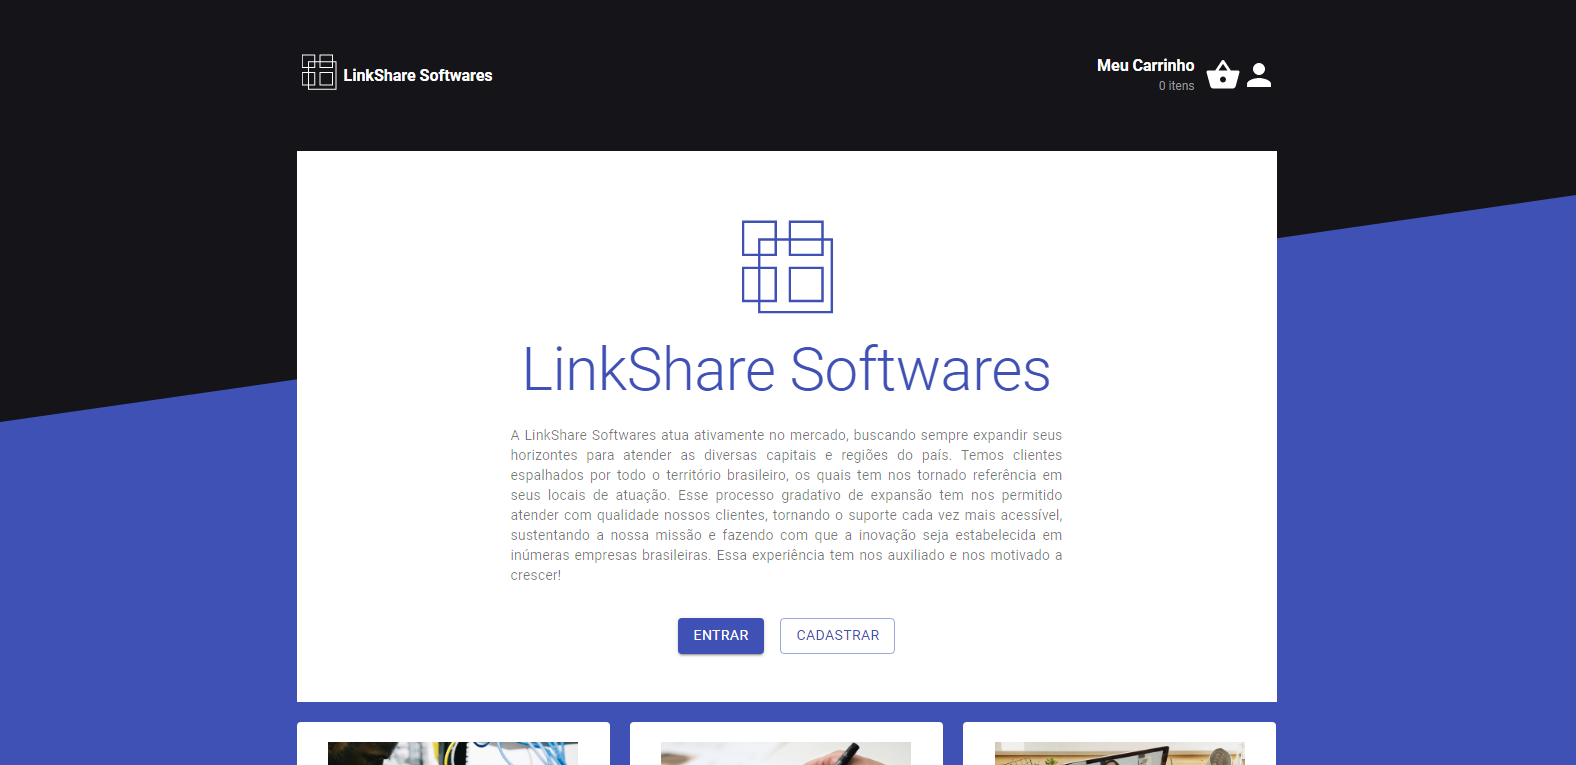 LinkShare Softwares
Meu Carrinho
0 itens
LinkShare Softwares
A LinkShare Softwares atua ativamente no mercado, buscando sempre expandir seus
horizontes para atender as diversas capitais e regiões do país. Temos clientes
espalhados por todo o território brasileiro, os quais tem nos tornado referência em
seus locais de atuação. Esse processo gradativo de expansão tem nos permitido
atender com qualidade nossos clientes, tornando o suporte cada vez mais acessível,
sustentando a nossa missão e fazendo com que a inovação seja estabelecida em
inúmeras empresas brasileiras. Essa experiência tem nos auxiliado e nos motivado a
crescer!
ENTRAR
CADASTRAR